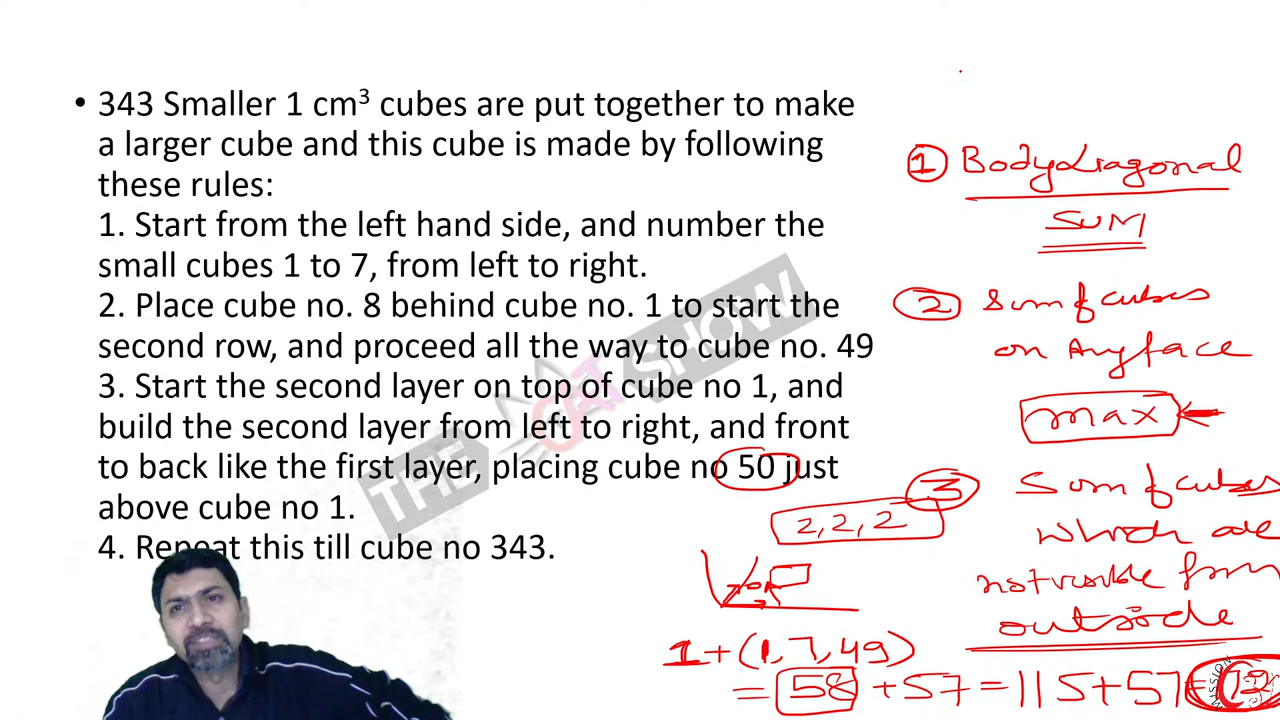 • 343 Smaller 1 cm³ cubes are put together to make
a larger cube and this cube is made by following
these rules:
1. Start from the left hand side, and number the
small cubes 1 to 7, from left to right.
2. Place cube no. 8 behind cube no. 1 to start the
second row, and proceed all the way to cube no. 49
3. Start the second layer on top of cube no 1, and
build the second layer from left to right, and front
to back like the first layer, placing cube no 50 just
above cube no 1.
4. Repeat this till cube no 343.
THE CAT SHOW
1 Bodydiagonal
SUM
2 Sum of cubes
on Any face
max
3 Sum of cubes
which are
not visible from
outside
2,2,2
1+(1,7,49)
= 58 +57 = 115+57 =
MISSION